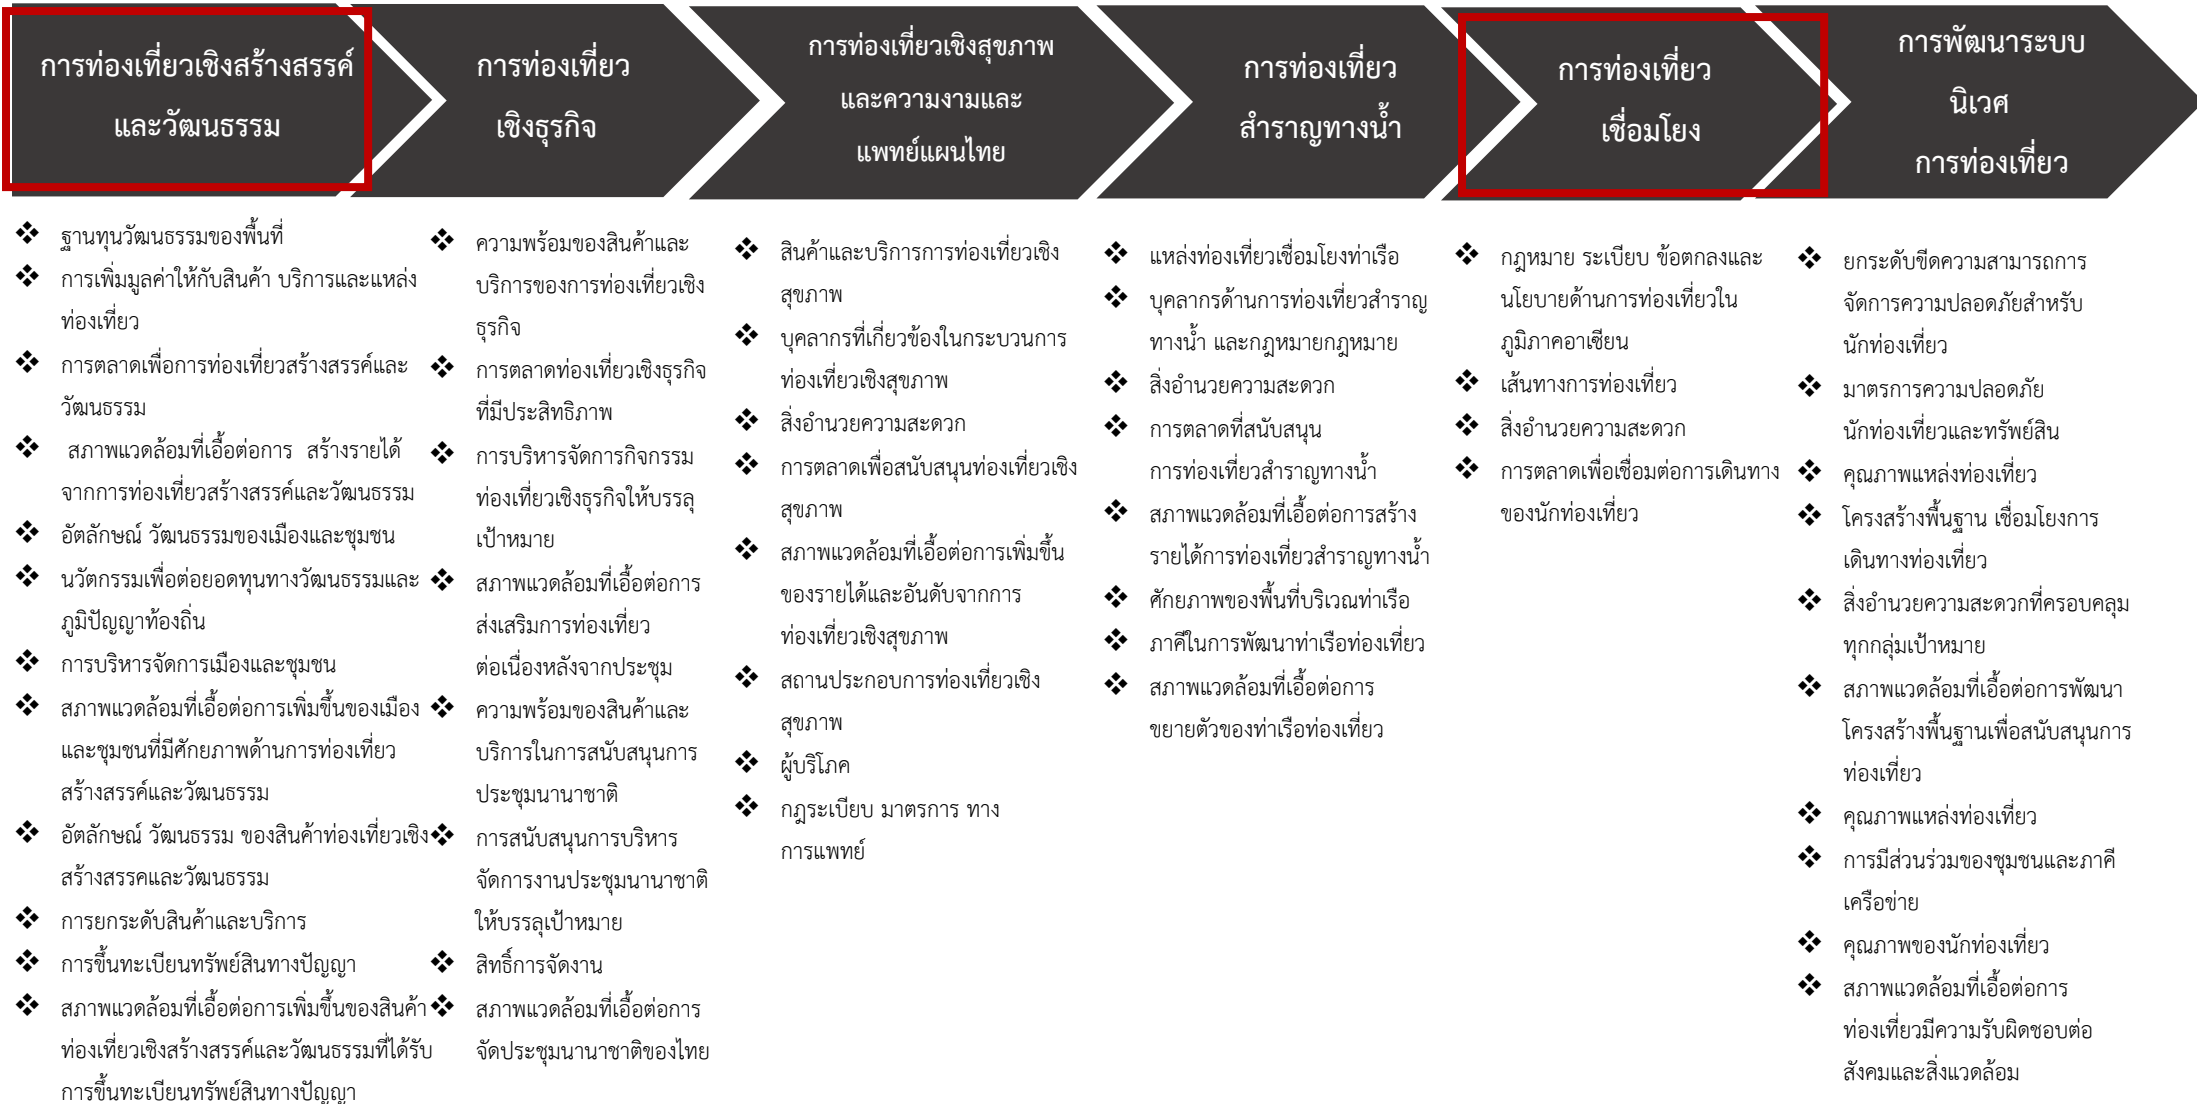 การท่องเที่ยวเชิงสร้างสรรค์
และวัฒนธรรม
การท่องเที่ยว
เชิงธุรกิจ
การท่องเที่ยวเชิงสุขภาพ
และความงามและ
แพทย์แผนไทย
การท่องเที่ยว
สำราญทางน้ำ
การท่องเที่ยว
เชื่อมโยง
การพัฒนาระบบ
นิเวศ
การท่องเที่ยว
❖ ฐานทุนวัฒนธรรมของพื้นที่
❖ การเพิ่มมูลค่าให้กับสินค้า บริการและแหล่ง
ท่องเที่ยว
❖ การตลาดเพื่อการท่องเที่ยวสร้างสรรค์และ
วัฒนธรรม
❖ สภาพแวดล้อมที่เอื้อต่อการ สร้างรายได้
จากการท่องเที่ยวสร้างสรรค์และวัฒนธรรม
❖ อัตลักษณ์ วัฒนธรรมของเมืองและชุมชน
❖ นวัตกรรมเพื่อต่อยอดทุนทางวัฒนธรรมและ
ภูมิปัญญาท้องถิ่น
❖ การบริหารจัดการเมืองและชุมชน
❖ สภาพแวดล้อมที่เอื้อต่อการเพิ่มขึ้นของเมือง
และชุมชนที่มีศักยภาพด้านการท่องเที่ยว
สร้างสรรค์และวัฒนธรรม
❖ อัตลักษณ์ วัฒนธรรม ของสินค้าท่องเที่ยวเชิง
สร้างสรรคและวัฒนธรรม
❖ การยกระดับสินค้าและบริการ
❖ การขึ้นทะเบียนทรัพย์สินทางปัญญา
❖ สภาพแวดล้อมที่เอื้อต่อการเพิ่มขึ้นของสินค้า
ท่องเที่ยวเชิงสร้างสรรค์และวัฒนธรรมที่ได้รับ
การขึ้นทะเบียนทรัพย์สินทางปัญญา
❖ ความพร้อมของสินค้าและ
บริการของการท่องเที่ยวเชิง
ธุรกิจ
❖ การตลาดท่องเที่ยวเชิงธุรกิจ
ที่มีประสิทธิภาพ
❖ การบริหารจัดการกิจกรรม
ท่องเที่ยวเชิงธุรกิจให้บรรลุ
เป้าหมาย
❖ สภาพแวดล้อมที่เอื้อต่อการ
ส่งเสริมการท่องเที่ยว
ต่อเนื่องหลังจากประชุม
❖ ความพร้อมของสินค้าและ
บริการในการสนับสนุนการ
ประชุมนานาชาติ
❖ การสนับสนุนการบริหาร
จัดการงานประชุมนานาชาติ
ให้บรรลุเป้าหมาย
❖ สิทธิ์การจัดงาน
❖ สภาพแวดล้อมที่เอื้อต่อการ
จัดประชุมนานาชาติของไทย
❖ สินค้าและบริการการท่องเที่ยวเชิง
สุขภาพ
❖ บุคลากรที่เกี่ยวข้องในกระบวนการ
ท่องเที่ยวเชิงสุขภาพ
❖ สิ่งอำนวยความสะดวก
❖ การตลาดเพื่อสนับสนุนท่องเที่ยวเชิง
สุขภาพ
❖ สภาพแวดล้อมที่เอื้อต่อการเพิ่มขึ้น
ของรายได้และอันดับจากการ
ท่องเที่ยวเชิงสุขภาพ
❖ สถานประกอบการท่องเที่ยวเชิง
สุขภาพ
❖ ผู้บริโภค
❖ กฎระเบียบ มาตรการ ทาง
การแพทย์
❖ แหล่งท่องเที่ยวเชื่อมโยงท่าเรือ
❖ บุคลากรด้านการท่องเที่ยวสำราญ
ทางน้ำ และกฎหมายกฎหมาย
❖ สิ่งอำนวยความสะดวก
❖ การตลาดที่สนับสนุน
การท่องเที่ยวสำราญทางน้ำ
❖ สภาพแวดล้อมที่เอื้อต่อการสร้าง
รายได้การท่องเที่ยวสำราญทางน้ำ
❖ ศักยภาพของพื้นที่บริเวณท่าเรือ
❖ ภาคีในการพัฒนาท่าเรือท่องเที่ยว
❖ สภาพแวดล้อมที่เอื้อต่อการ
ขยายตัวของท่าเรือท่องเที่ยว
❖ กฎหมาย ระเบียบ ข้อตกลงและ
นโยบายด้านการท่องเที่ยวใน
ภูมิภาคอาเซียน
❖ เส้นทางการท่องเที่ยว
❖ สิ่งอำนวยความสะดวก
❖ การตลาดเพื่อเชื่อมต่อการเดินทาง
ของนักท่องเที่ยว
❖ ยกระดับขีดความสามารถการ
จัดการความปลอดภัยสำหรับ
นักท่องเที่ยว
❖ มาตรการความปลอดภัย
นักท่องเที่ยวและทรัพย์สิน
❖ คุณภาพแหล่งท่องเที่ยว
❖ โครงสร้างพื้นฐาน เชื่อมโยงการ
เดินทางท่องเที่ยว
❖ สิ่งอำนวยความสะดวกที่ครอบคลุม
ทุกกลุ่มเป้าหมาย
❖ สภาพแวดล้อมที่เอื้อต่อการพัฒนา
โครงสร้างพื้นฐานเพื่อสนับสนุนการ
ท่องเที่ยว
❖ คุณภาพแหล่งท่องเที่ยว
❖ การมีส่วนร่วมของชุมชนและภาคี
เครือข่าย
❖ คุณภาพของนักท่องเที่ยว
❖ สภาพแวดล้อมที่เอื้อต่อการ
ท่องเที่ยวมีความรับผิดชอบต่อ
สังคมและสิ่งแวดล้อม